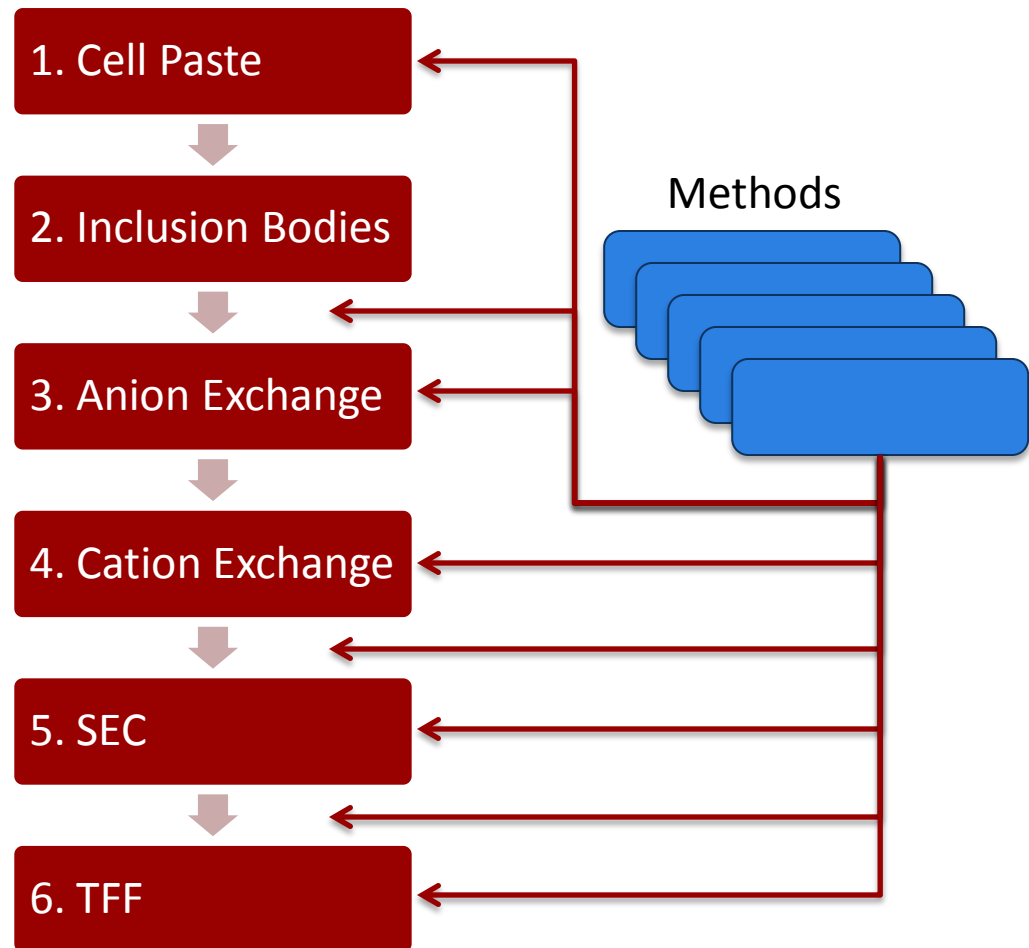 1. Cell Paste
2. Inclusion Bodies
Methods
3. Anion Exchange
4. Cation Exchange
5. SEC
6. TFF